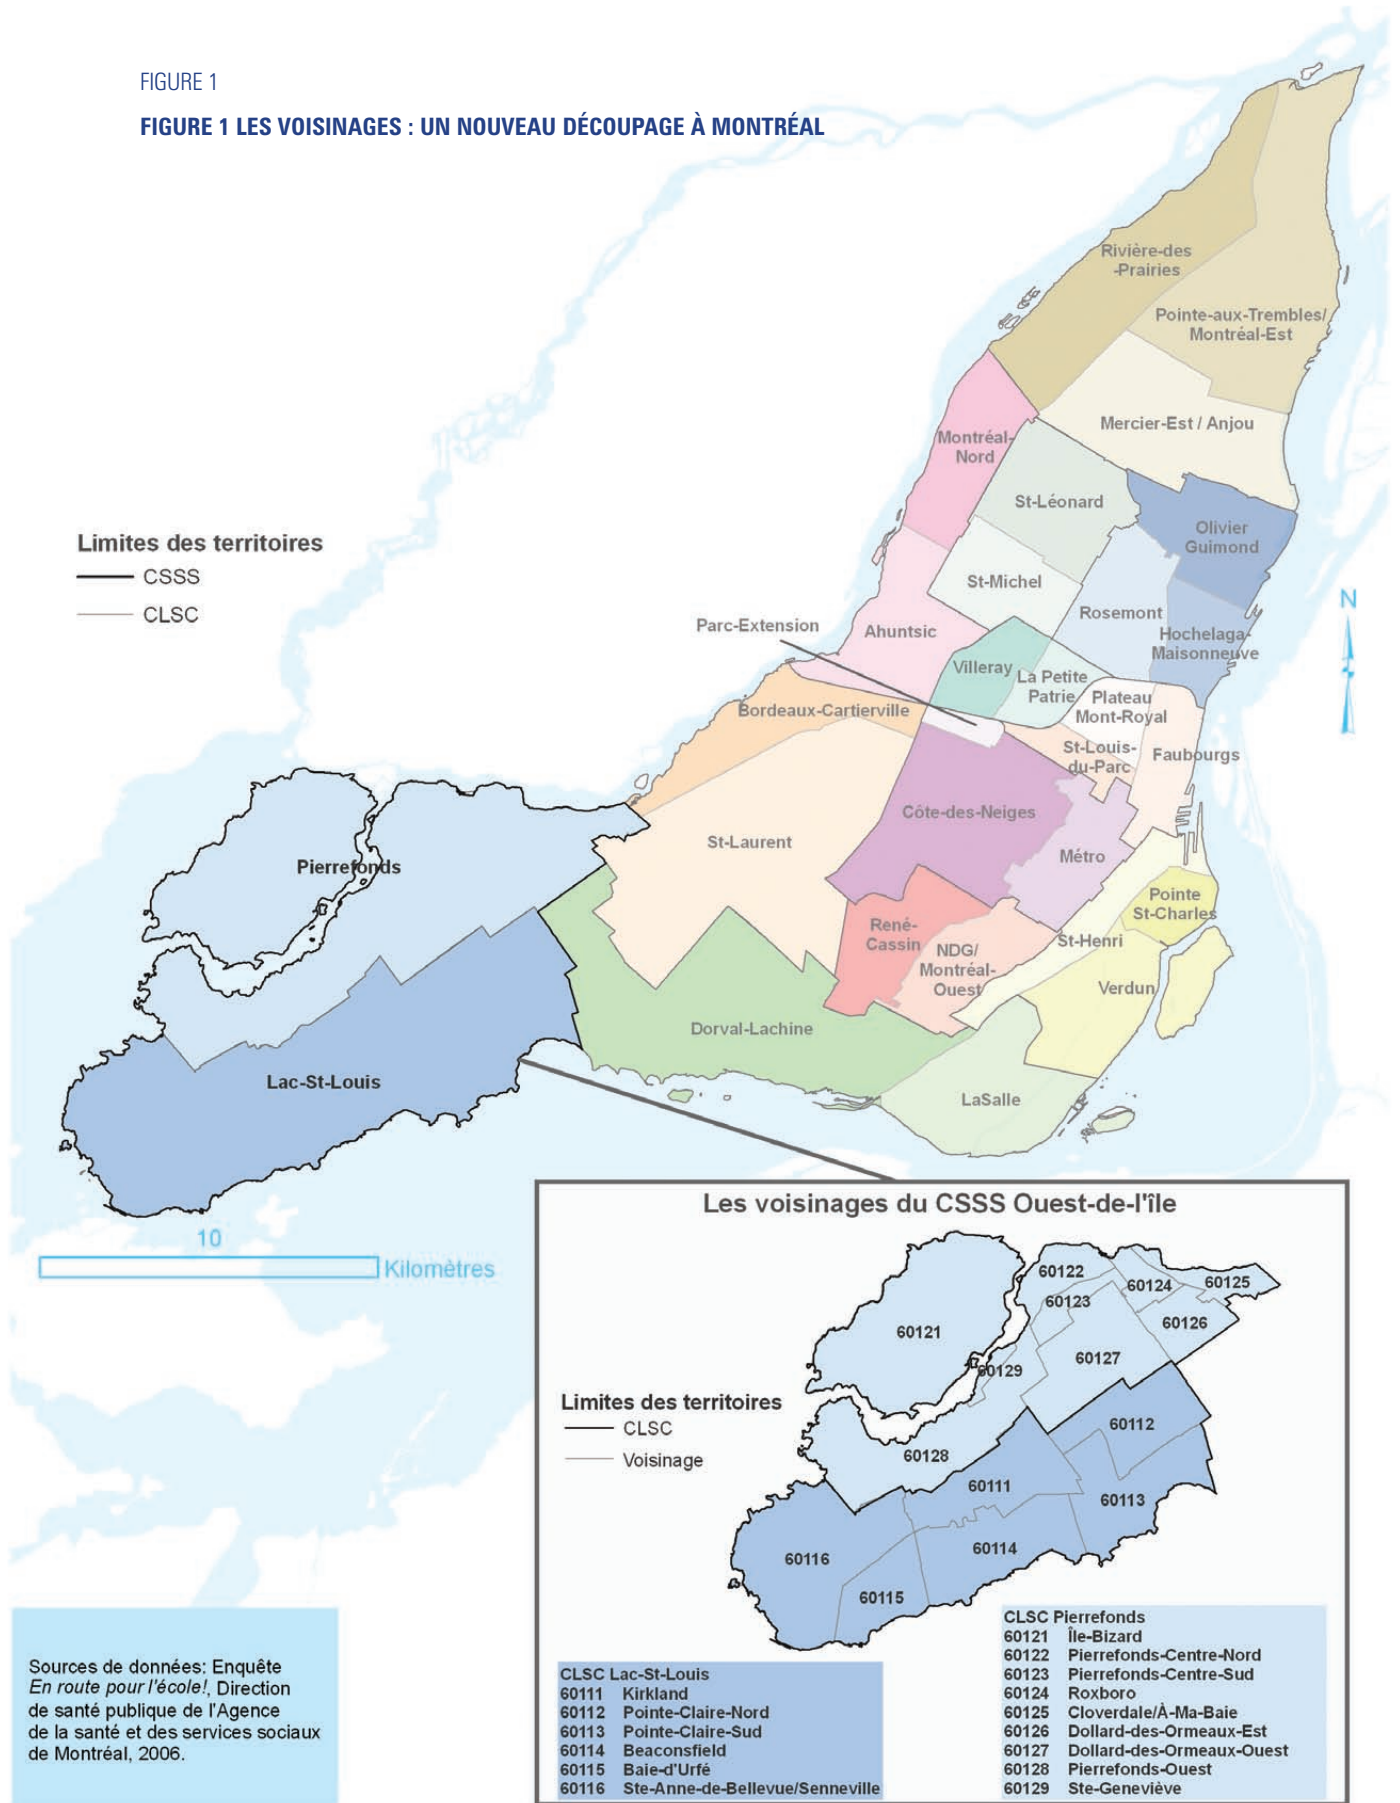 FIGURE 1
FIGURE 1 LES VOISINAGES : UN NOUVEAU DÉCOUPAGE À MONTRÉAL
Rivière-des
-Prairies
Pointe-aux-Trembles/
Montréal-Est
Mercier-Est / Anjou
Montréal-
Nord
St-Léonard
Olivier
Guimond
Limites des territoires
CSSS
CLSC
St-Michel
N
Rosemont
Parc-Extension
Ahuntsic
Hochelaga-
Maisonneuve
Villeray
La Petite
Patrie
Plateau
Mont-Royal
Bordeaux-Cartierville
St-Louis-
du-Parc
Faubourgs
Côte-des-Neiges
St-Laurent
Métro
Pierrefonds
Pointe
St-Charles
René-
Cassin
St-Henri
NDG/
Montréal-
Ouest
Verdun
Dorval-Lachine
Lac-St-Louis
LaSalle
10
Kilomètres
Les voisinages du CSSS Ouest-de-l'île
60122
60124
60125
60123
60126
60121
60127
60129
Limites des territoires
CLSC
Voisinage
60112
60128
60111
60113
60114
60116
60115
Sources de données: Enquête
En route pour l'école!, Direction
de santé publique de l'Agence
de la santé et des services sociaux
de Montréal, 2006.
CLSC Lac-St-Louis
60111 Kirkland
60112 Pointe-Claire-Nord
60113 Pointe-Claire-Sud
60114 Beaconsfield
60115 Baie-d'Urfé
60116 Ste-Anne-de-Bellevue/Senneville
CLSC Pierrefonds
60121 Île-Bizard
60122 Pierrefonds-Centre-Nord
60123 Pierrefonds-Centre-Sud
60124 Roxboro
60125 Cloverdale/À-Ma-Baie
60126 Dollard-des-Ormeaux-Est
60127 Dollard-des-Ormeaux-Ouest
60128 Pierrefonds-Ouest
60129 Ste-Geneviève